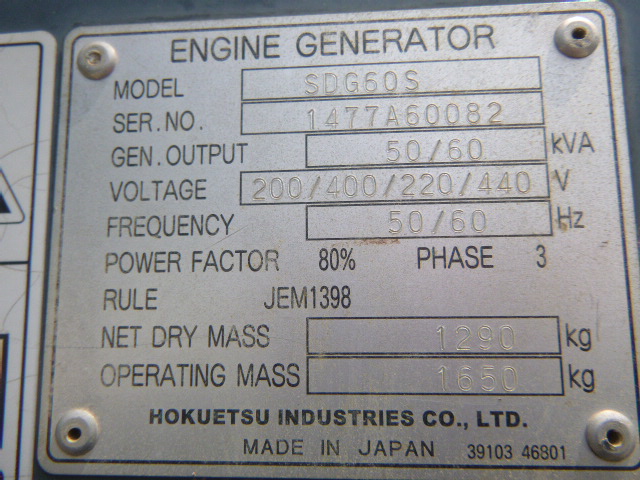 ENGINE GENERATOR
MODEL SDG60S
SER.NO. 1477A60082
GEN.OUTPUT 50/60 kVA
VOLTAGE 200/400/220/440 V
FREQUENCY 50/60 Hz
POWER FACTOR 80% PHASE 3
RULE JEM1398
NET DRY MASS 1290 kg
OPERATING MASS 1650 kg
HOKUETSU INDUSTRIES CO., LTD.
MADE IN JAPAN 39103 46801